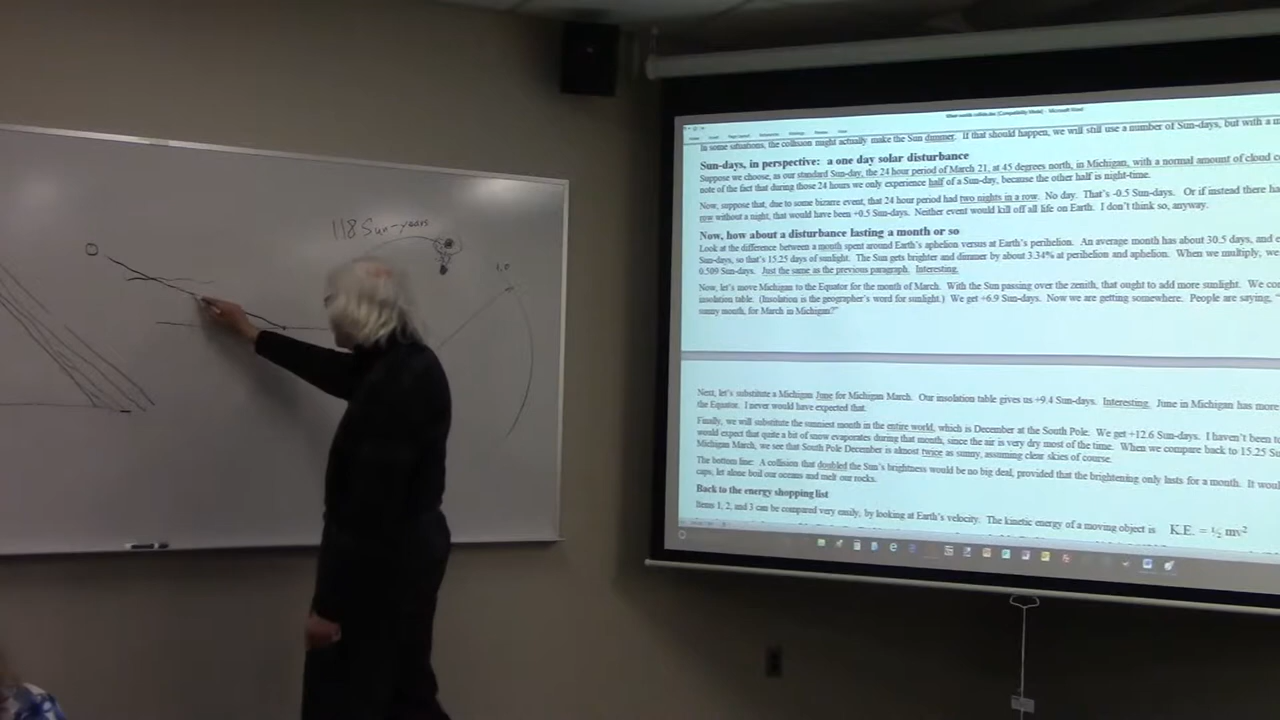 118 Sun-years
1,0
In some situations, the collision might actually make the Sun dimmer. If that should happen, we will still use a number of Sun-days, but with a m
Sun-days, in perspective: a one day solar disturbance
Suppose we choose, as our standard Sun-day, the 24 hour period of March 21, at 45 degrees north, in Michigan, with a normal amount of cloud co
note of the fact that during those 24 hours we only experience half of a Sun-day, because the other half is night-time.
Now, suppose that, due to some bizarre event, that 24 hour period had two nights in a row. No day. That's -0.5 Sun-days. Or if instead there ha
row without a night, that would have been +0.5 Sun-days. Neither event would kill off all life on Earth. I don't think so, anyway.
Now, how about a disturbance lasting a month or so
Look at the difference between a month spent around Earth's aphelion versus at Earth's perihelion. An average month has about 30.5 days, and e
Sun-days, so that's 15.25 days of sunlight. The Sun gets brighter and dimmer by about 3.34% at perihelion and aphelion. When we multiply, we
0.509 Sun-days. Just the same as the previous paragraph. Interesting.
Now, let's move Michigan to the Equator for the month of March. With the Sun passing over the zenith, that ought to add more sunlight. We co
insolation table. (Insolation is the geographer's word for sunlight.) We get +6.9 Sun-days. Now we are getting somewhere. People are saying,
sunny month, for March in Michigan?"
Next, let's substitute a Michigan June for Michigan March. Our insolation table gives us +9.4 Sun-days. Interesting. June in Michigan has more
the Equator. I never would have expected that.
Finally, we will substitute the sunniest month in the entire world, which is December at the South Pole. We get +12.6 Sun-days. I haven't been t
would expect that quite a bit of snow evaporates during that month, since the air is very dry most of the time. When we compare back to 15.25 Su
Michigan March, we see that South Pole December is almost twice as sunny, assuming clear skies of course.
The bottom line: A collision that doubled the Sun's brightness would be no big deal, provided that the brightening only lasts for a month. It woul
caps, let alone boil our oceans and melt our rocks.
Back to the energy shopping list
Items 1, 2, and 3 can be compared very easily, by looking at Earth's velocity. The kinetic energy of a moving object is K.E. = ½ mv²